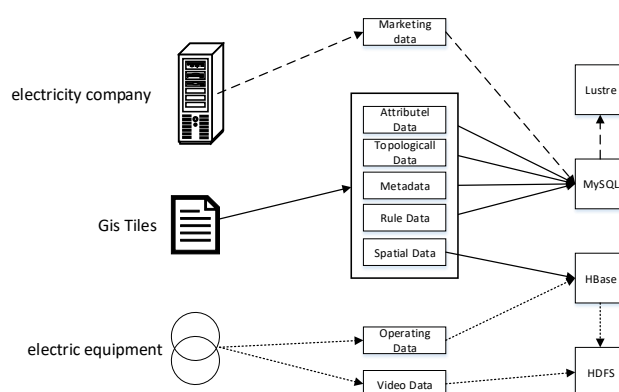 Marketing
data
electricity company
Lustre
Attributel
Data
Topologicall
Data
MySQL
Metadata
Rule Data
Gis Tiles
Spatial Data
HBase
Operating
Data
electric equipment
HDFS
Video Data